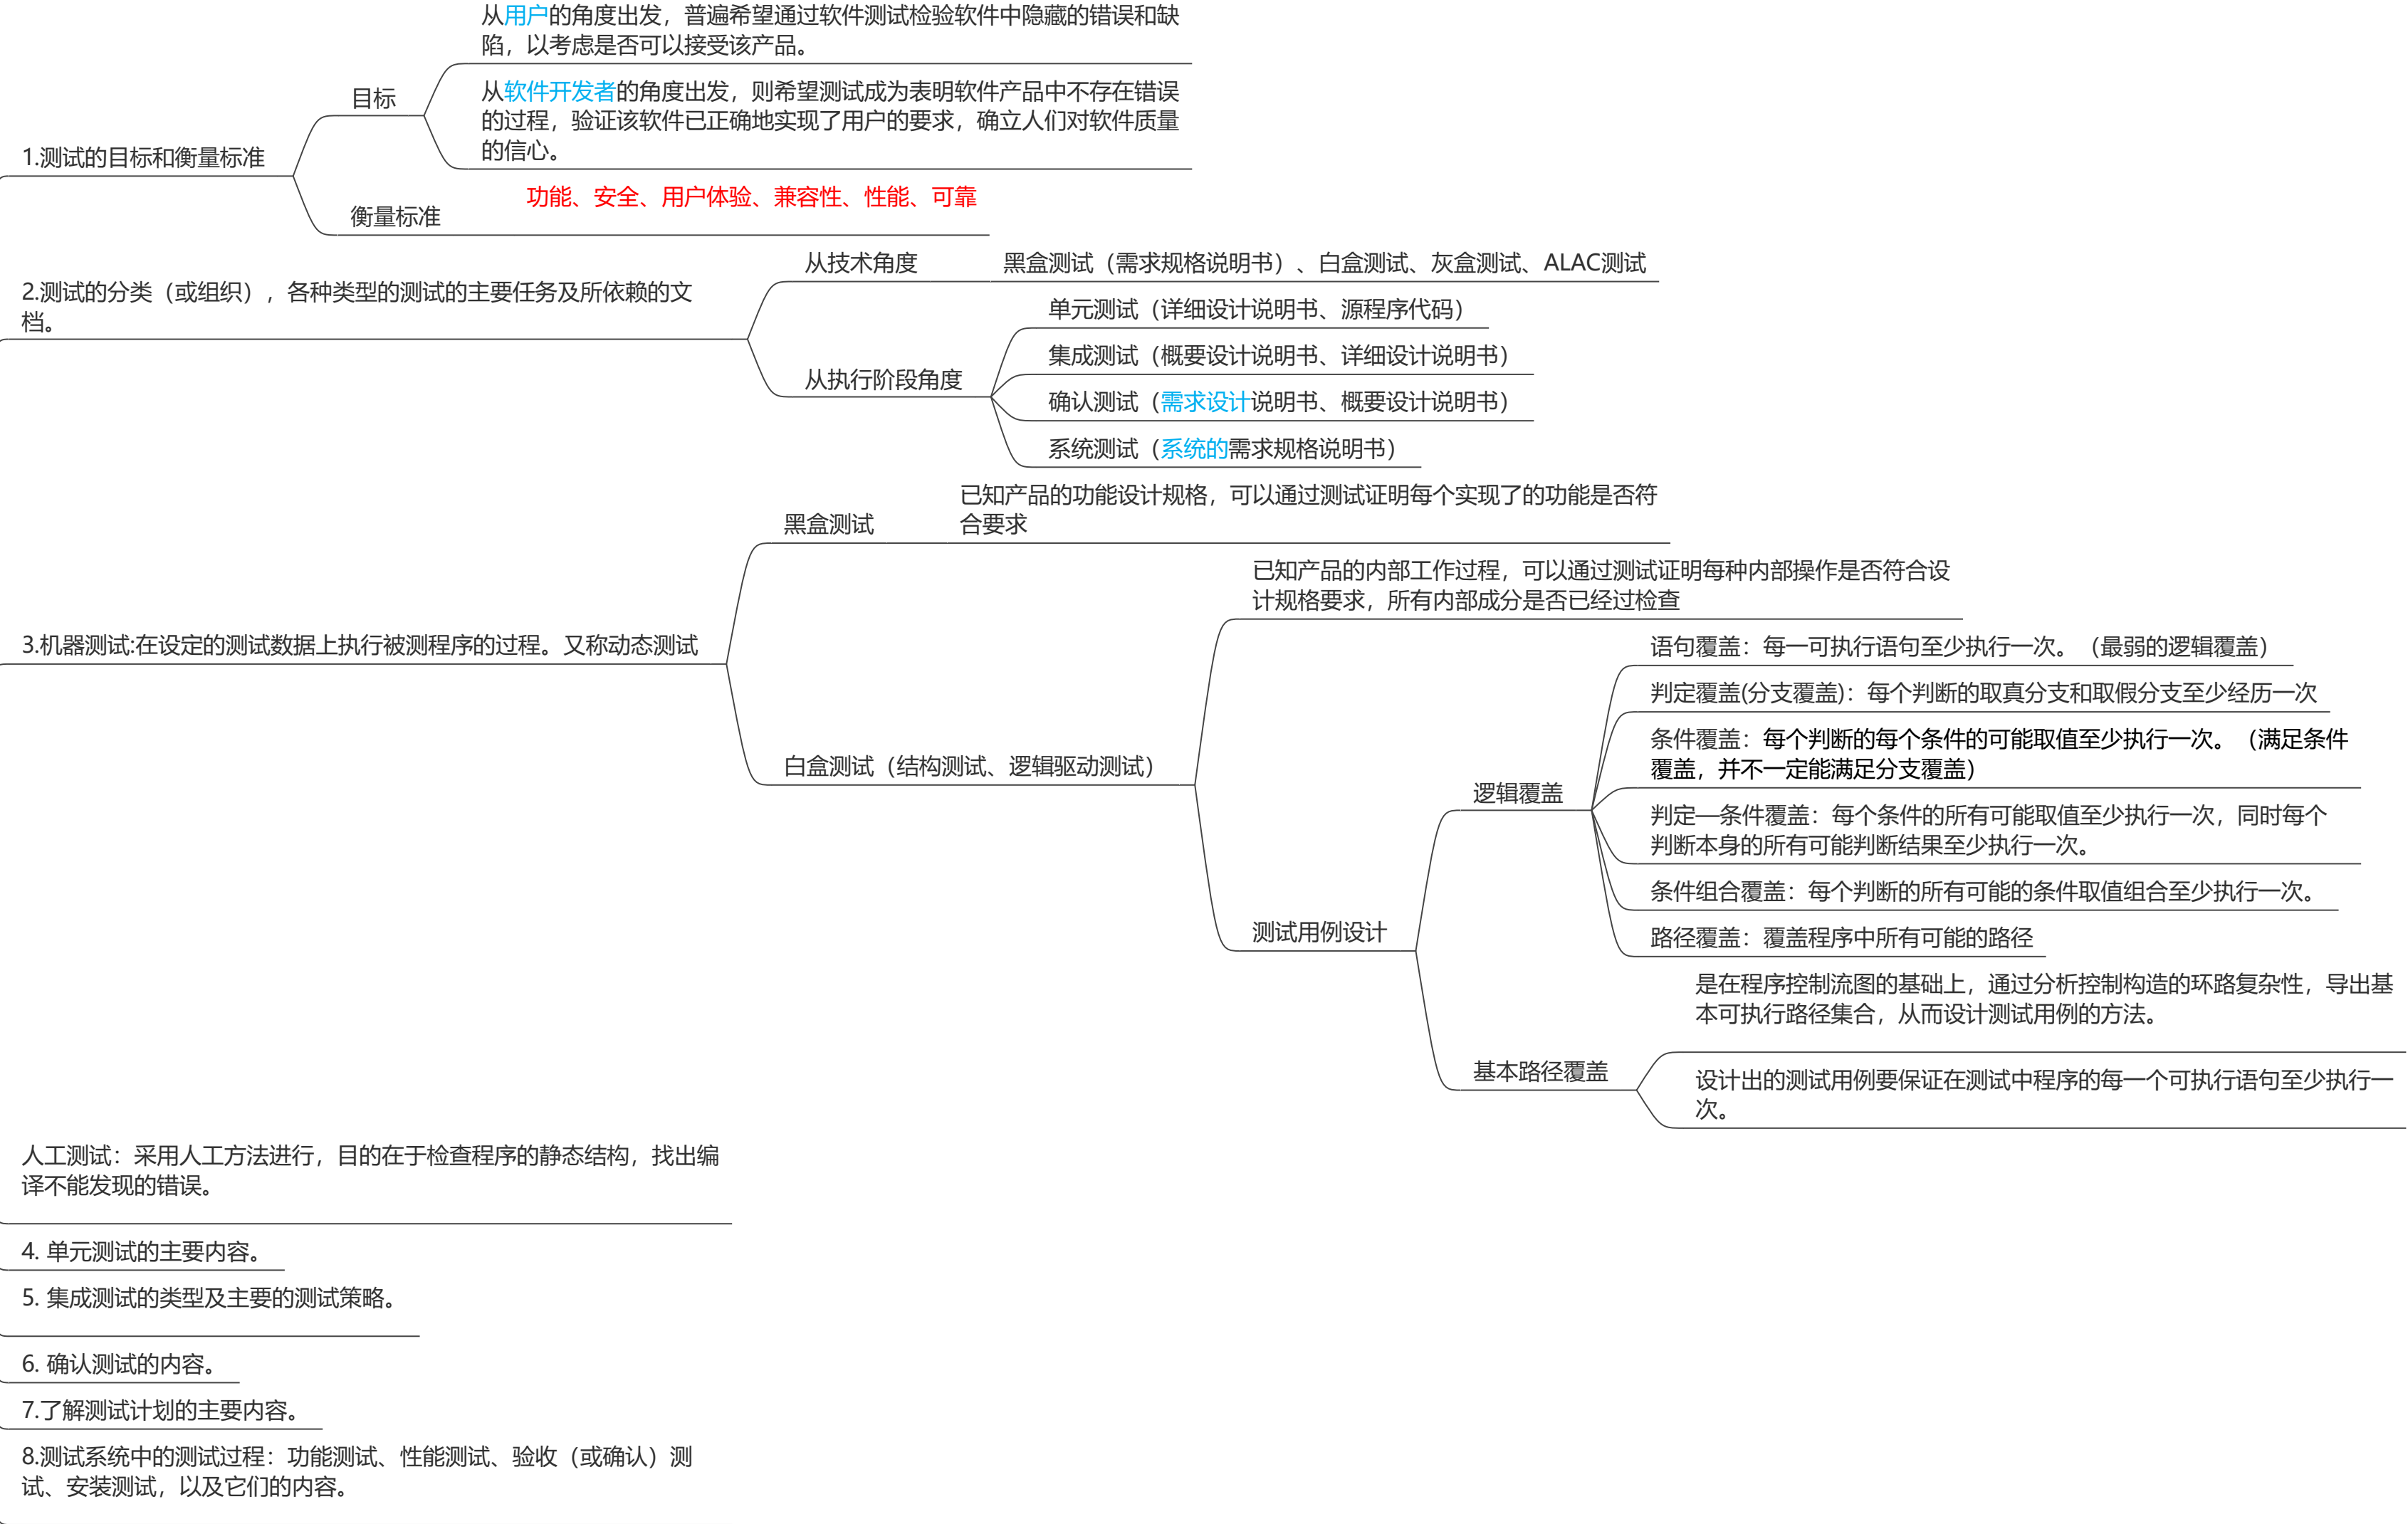 从用户的角度出发，普遍希望通过软件测试检验软件中隐藏的错误和缺
陷，以考虑是否可以接受该产品。
目标
从软件开发者的角度出发，则希望测试成为表明软件产品中不存在错误
的过程，验证该软件已正确地实现了用户的要求，确立人们对软件质量
的信心。
1.测试的目标和衡量标准
功能、安全、用户体验、兼容性、性能、可靠
衡量标准
从技术角度
黑盒测试（需求规格说明书）、白盒测试、灰盒测试、ALAC测试
2.测试的分类（或组织），各种类型的测试的主要任务及所依赖的文
档。
单元测试（详细设计说明书、源程序代码）
集成测试（概要设计说明书、详细设计说明书）
从执行阶段角度
确认测试（需求设计说明书、概要设计说明书）
系统测试（系统的需求规格说明书）
已知产品的功能设计规格，可以通过测试证明每个实现了的功能是否符
合要求
黑盒测试
已知产品的内部工作过程，可以通过测试证明每种内部操作是否符合设
计规格要求，所有内部成分是否已经过检查
3.机器测试:在设定的测试数据上执行被测程序的过程。又称动态测试
语句覆盖：每一可执行语句至少执行一次。（最弱的逻辑覆盖）
判定覆盖(分支覆盖)：每个判断的取真分支和取假分支至少经历一次
条件覆盖：每个判断的每个条件的可能取值至少执行一次。（满足条件
覆盖，并不一定能满足分支覆盖）
白盒测试（结构测试、逻辑驱动测试）
逻辑覆盖
判定—条件覆盖：每个条件的所有可能取值至少执行一次，同时每个
判断本身的所有可能判断结果至少执行一次。
条件组合覆盖：每个判断的所有可能的条件取值组合至少执行一次。
测试用例设计
路径覆盖：覆盖程序中所有可能的路径
是在程序控制流图的基础上，通过分析控制构造的环路复杂性，导出基
本可执行路径集合，从而设计测试用例的方法。
基本路径覆盖
设计出的测试用例要保证在测试中程序的每一个可执行语句至少执行一
次。
人工测试：采用人工方法进行，目的在于检查程序的静态结构，找出编
译不能发现的错误。
4. 单元测试的主要内容。
5. 集成测试的类型及主要的测试策略。
6. 确认测试的内容。
7.了解测试计划的主要内容。
8.测试系统中的测试过程：功能测试、性能测试、验收（或确认）测
试、安装测试，以及它们的内容。